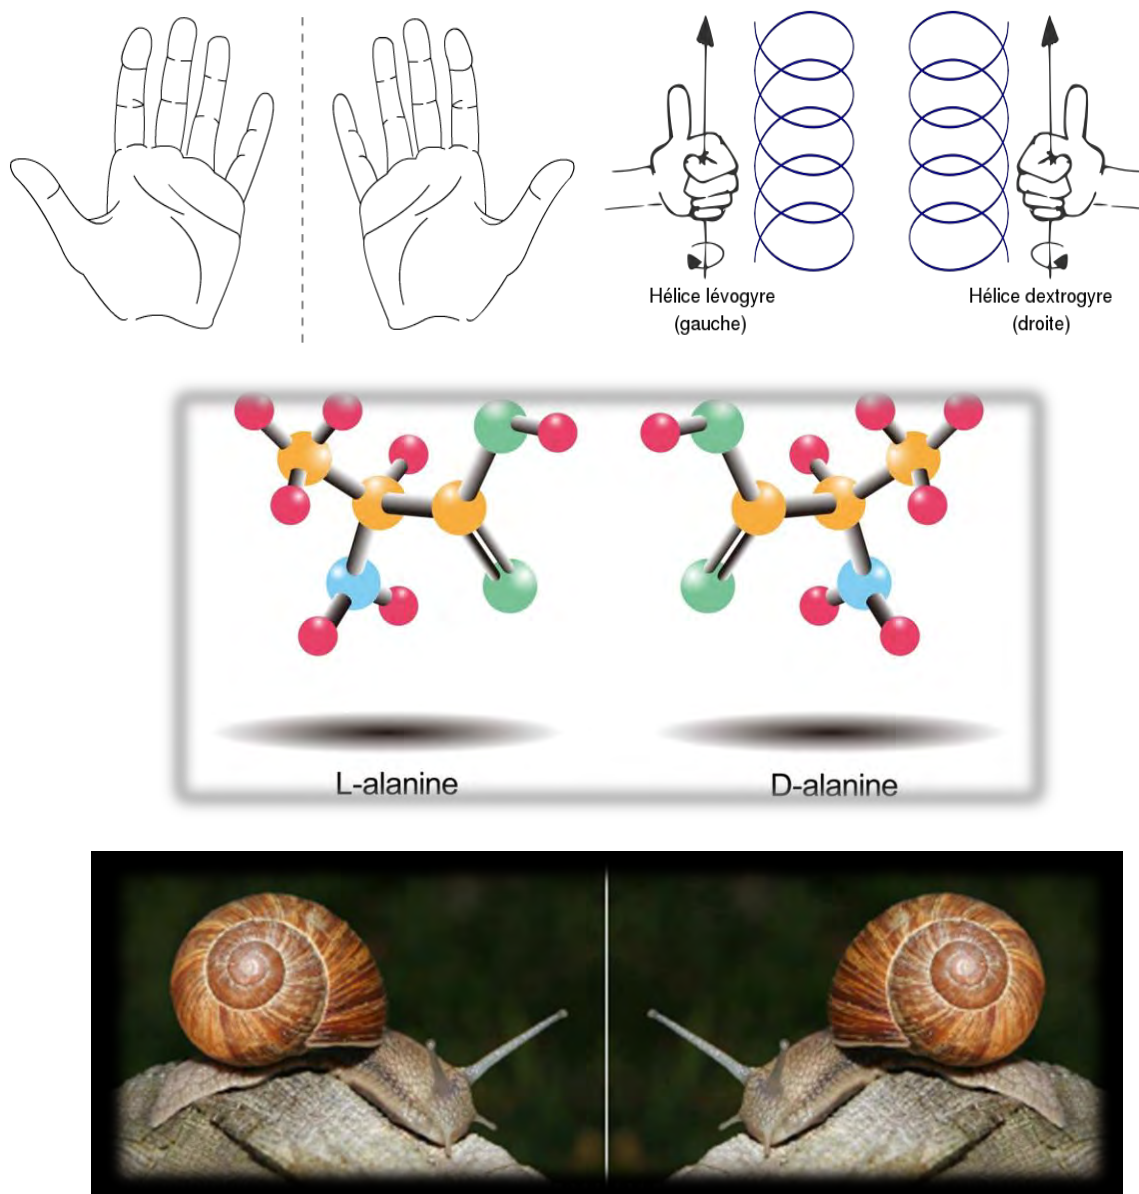 Hélice lévogyre
(gauche)
Hélice dextrogyre
(droite)
L-alanine
D-alanine